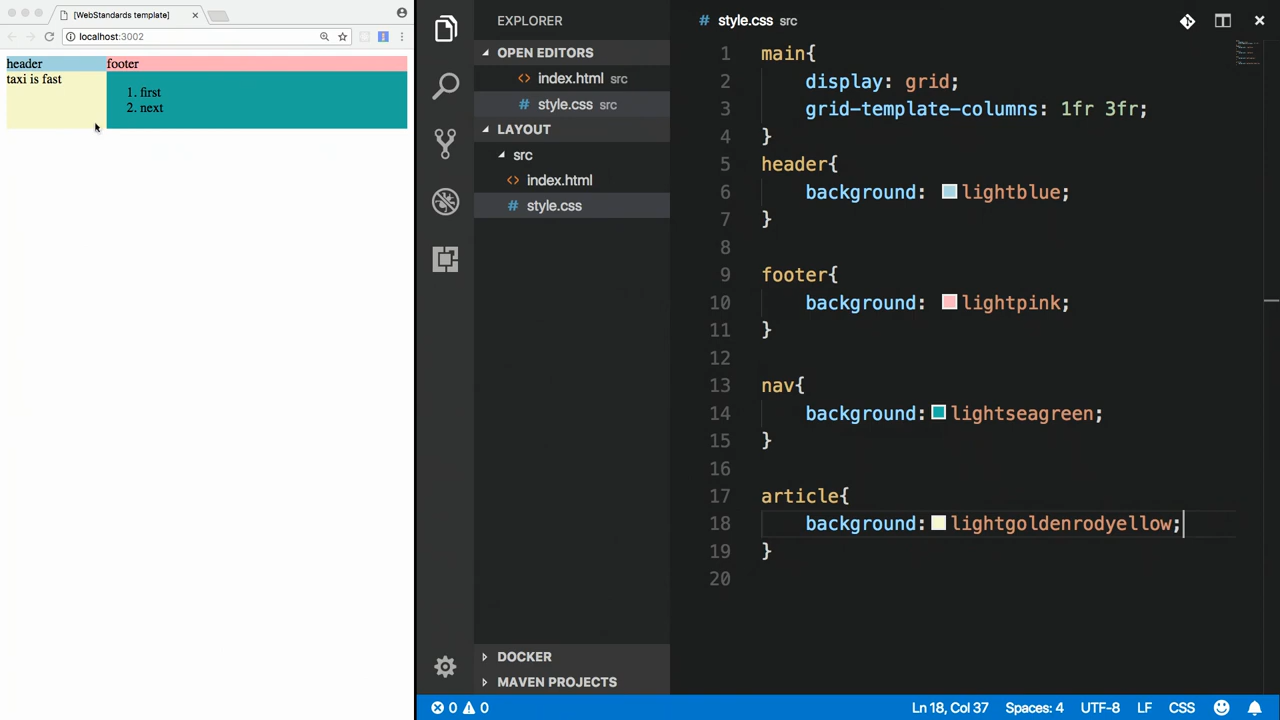 [WebStandards template]
localhost:3002
header footer
taxi is fast
1. first
2. next
EXPLORER
OPEN EDITORS
index.html src
style.css src
LAYOUT
src
index.html
style.css
DOCKER
MAVEN PROJECTS
style.css src
1 main{
2 display: grid;
3 grid-template-columns: 1fr 3fr;
4 }
5 header{
6 background: lightblue;
7 }
8
9 footer{
10 background: lightpink;
11 }
12
13 nav{
14 background: lightseagreen;
15 }
16
17 article{
18 background: lightgoldenrodyellow;
19 }
20
0 0 Ln 18, Col 37 Spaces: 4 UTF-8 LF CSS